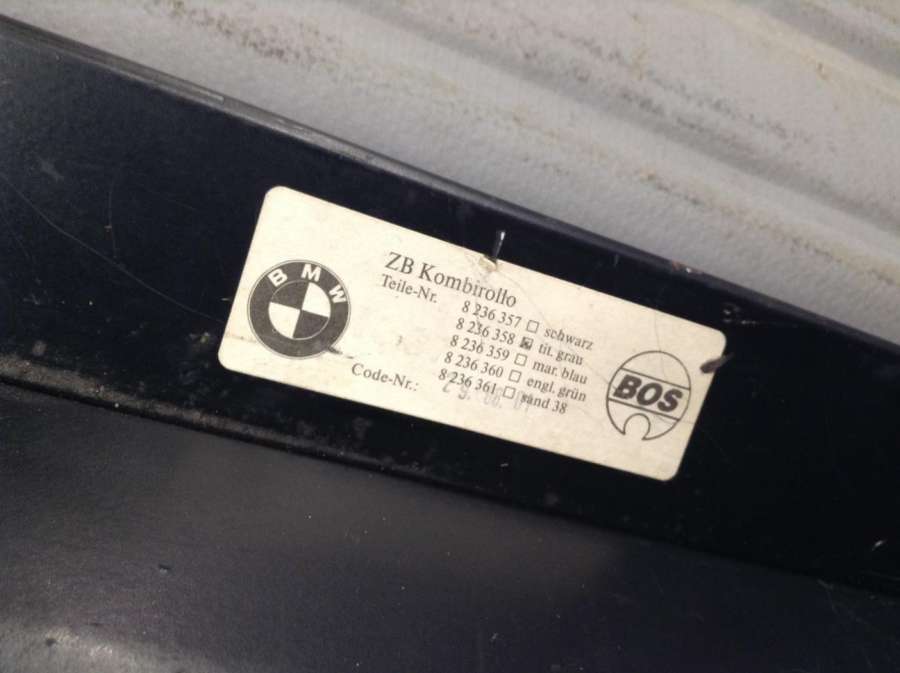 BMW
ZB Kombirollo
Teile-Nr. 8 236 357 ☐ schwarz
8 236 358 ☒ tit. grau
8 236 359 ☐ mar. blau
8 236 360 ☐ engl. grün
8 236 361 ☐ sand 38
Code-Nr.:
BOS